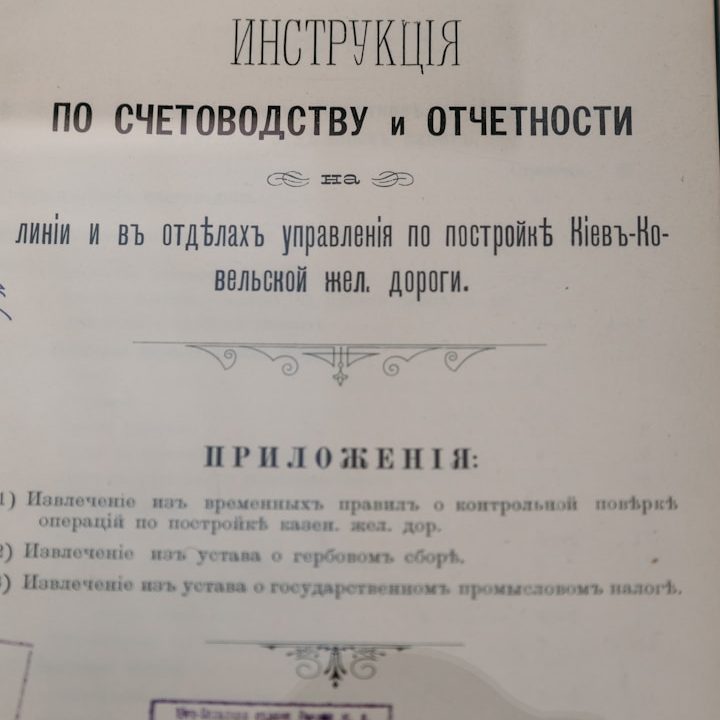 ИНСТРУКЦІЯ
ПО СЧЕТОВОДСТВУ и ОТЧЕТНОСТИ
на
линіи и въ отдѣлахъ управленія по постройкѣ Кіевъ-Ко-
вельской жел. дороги.
ПРИЛОЖЕНІЯ:
1) Извлеченіе изъ временныхъ правилъ о контрольной повѣркѣ
операцій по постройкѣ казен. жел. дор.
2) Извлеченіе изъ устава о гербовомъ сборѣ.
3) Извлеченіе изъ устава о государственномъ промысловомъ налогѣ.